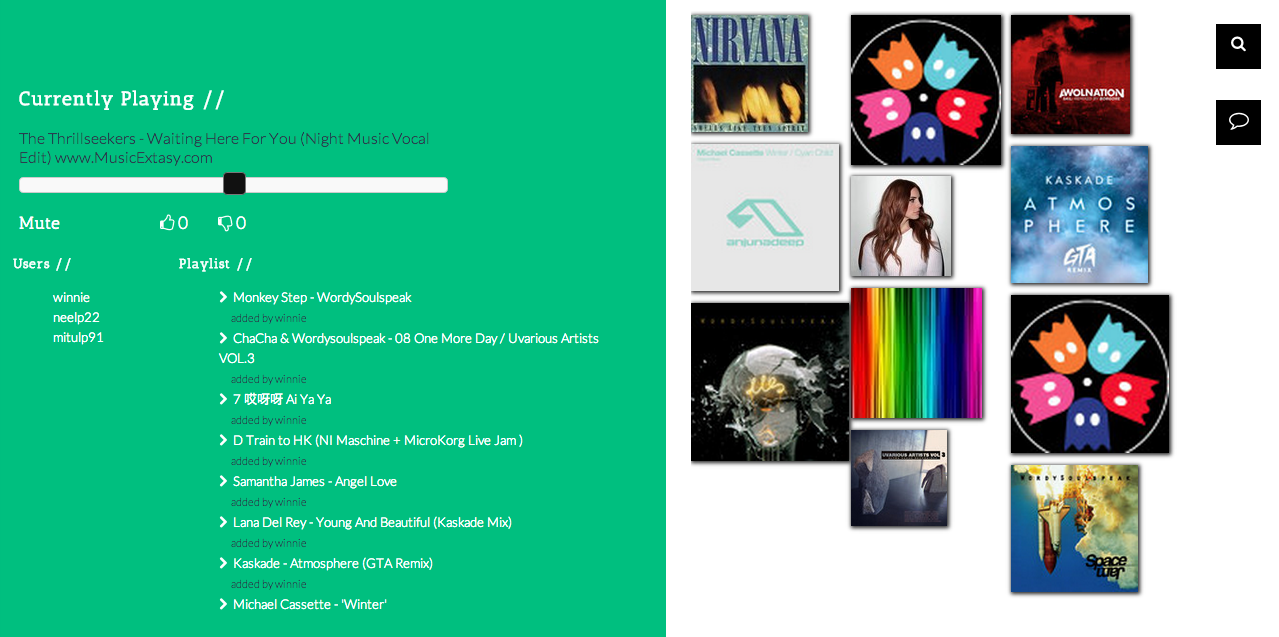 Currently Playing //
The Thrillseekers - Waiting Here For You (Night Music Vocal
Edit) www.MusicExtasy.com
Mute
0
0
Users //
winnie
neelp22
mitulp91
Playlist //
Monkey Step - WordySoulspeak
added by winnie
ChaCha & Wordysoulspeak - 08 One More Day / Uvarious Artists
VOL.3
added by winnie
7 哎呀呀 Ai Ya Ya
added by winnie
D Train to HK (NI Maschine + MicroKorg Live Jam )
added by winnie
Samantha James - Angel Love
added by winnie
Lana Del Rey - Young And Beautiful (Kaskade Mix)
added by winnie
Kaskade - Atmosphere (GTA Remix)
added by winnie
Michael Cassette - 'Winter'
NIRVANA
SMELLS LIKE TEEN SPIRIT
Michael Cassette Winter / Cyan Child
anjunadeep
WORDYSOULSPEAK
UVARIOUS ARTISTS VOL.3
AWOLNATION
KASKADE
ATMOS
PHERE
GTA
REMIX
WORDYSOULSPEAK
Space
war